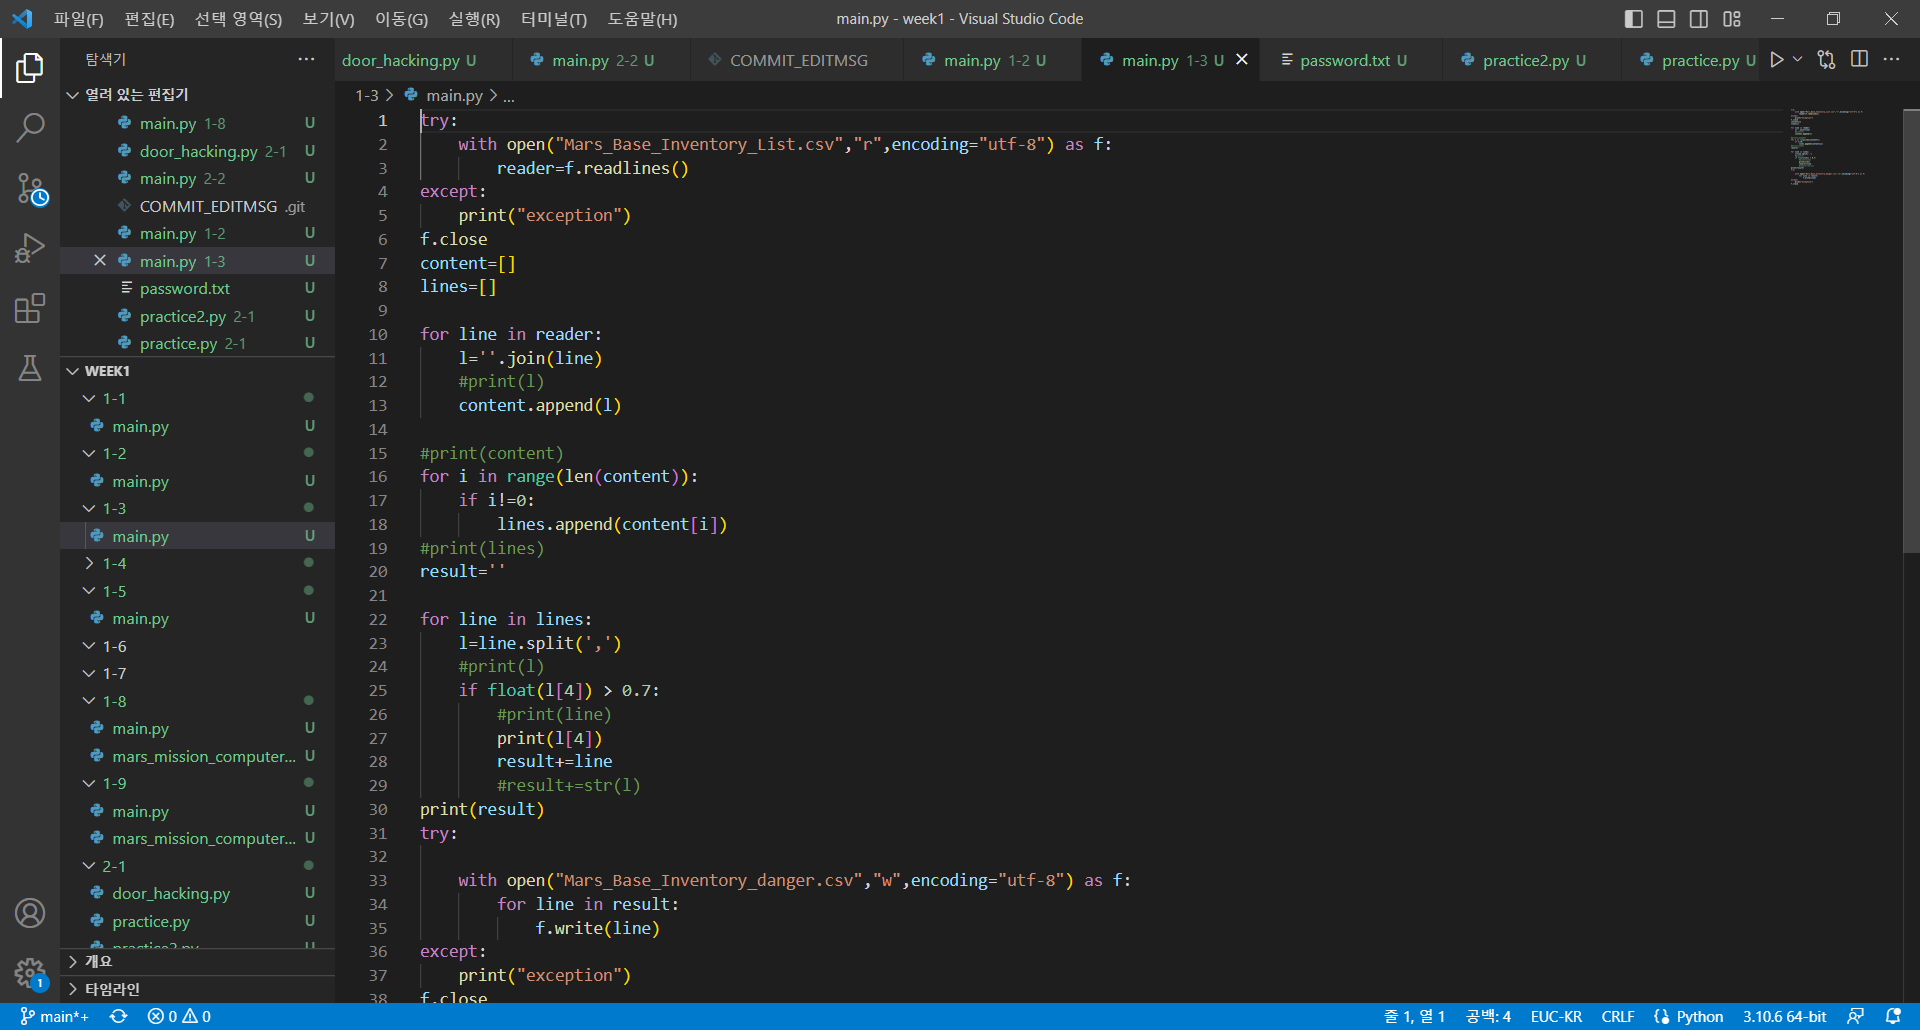 파일(F) 편집(E) 선택 영역(S) 보기(V) 이동(G) 실행(R) 터미널(T) 도움말(H) main.py - week1 - Visual Studio Code
탐색기
열려 있는 편집기
main.py 1-8 U
door_hacking.py 2-1 U
main.py 2-2 U
COMMIT_EDITMSG .git
main.py 1-2 U
main.py 1-3 U
password.txt U
practice2.py 2-1 U
practice.py 2-1 U
WEEK1
1-1
main.py U
1-2
main.py U
1-3
main.py U
1-4
1-5
main.py U
1-6
1-7
1-8
main.py U
mars_mission_computer... U
1-9
main.py U
mars_mission_computer... U
2-1
door_hacking.py U
practice.py U
practice2.py U
개요
타임라인
door_hacking.py U main.py 2-2 U COMMIT_EDITMSG main.py 1-2 U main.py 1-3 U password.txt U practice2.py U practice.py U
1-3 > main.py > ...
1 try:
2 with open("Mars_Base_Inventory_List.csv","r",encoding="utf-8") as f:
3 reader=f.readlines()
4 except:
5 print("exception")
6 f.close
7 content=[]
8 lines=[]
9
10 for line in reader:
11 l=''.join(line)
12 #print(l)
13 content.append(l)
14
15 #print(content)
16 for i in range(len(content)):
17 if i!=0:
18 lines.append(content[i])
19 #print(lines)
20 result=''
21
22 for line in lines:
23 l=line.split(',')
24 #print(l)
25 if float(l[4]) > 0.7:
26 #print(line)
27 print(l[4])
28 result+=line
29 #result+=str(l)
30 print(result)
31 try:
32
33 with open("Mars_Base_Inventory_danger.csv","w",encoding="utf-8") as f:
34 for line in result:
35 f.write(line)
36 except:
37 print("exception")
38 f.close
1
main*+ 0 0 줄 1, 열 1 공백: 4 EUC-KR CRLF Python 3.10.6 64-bit